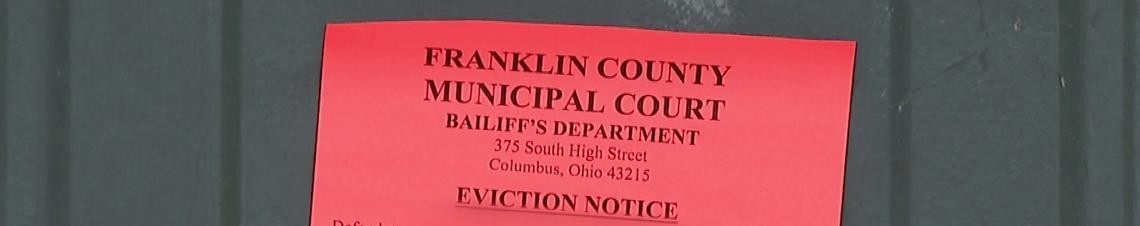 FRANKLIN COUNTY
MUNICIPAL COURT
BAILIFF'S DEPARTMENT
375 South High Street
Columbus, Ohio 43215
EVICTION NOTICE